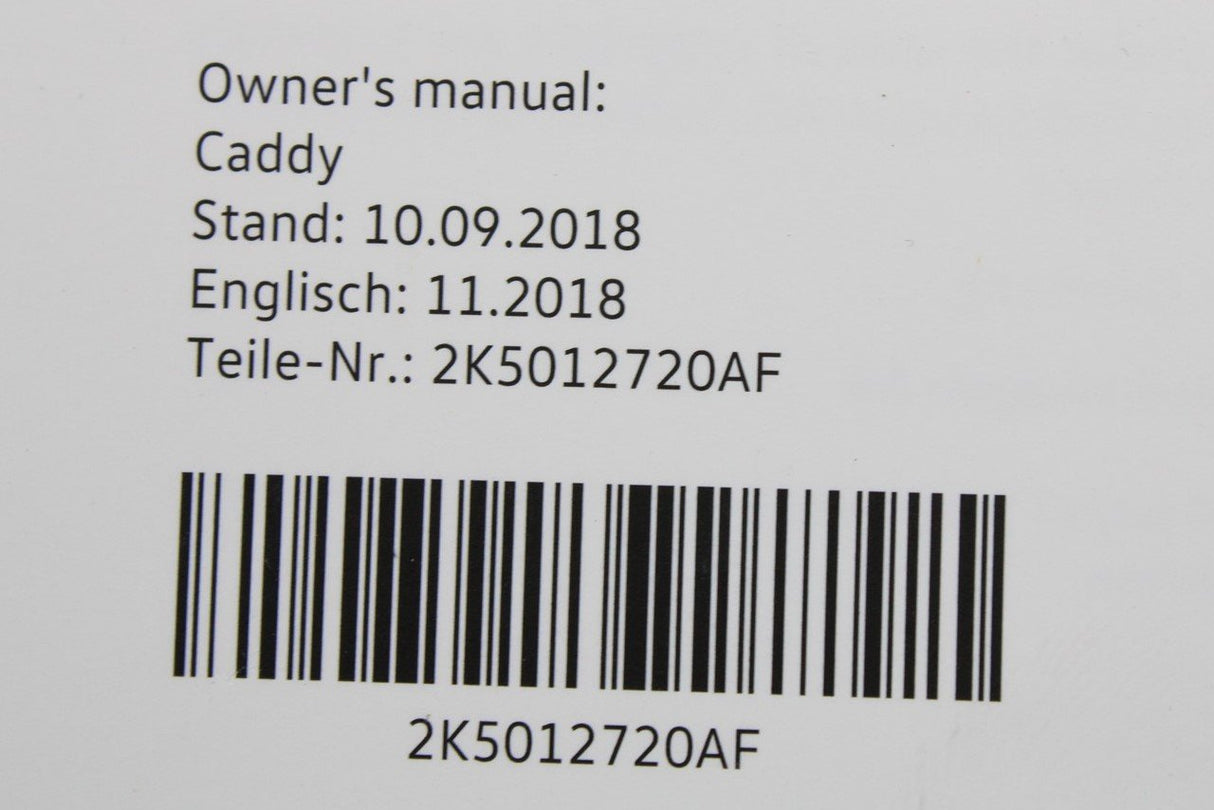 Owner's manual:
Caddy
Stand: 10.09.2018
Englisch: 11.2018
Teile-Nr.: 2K5012720AF
2K5012720AF